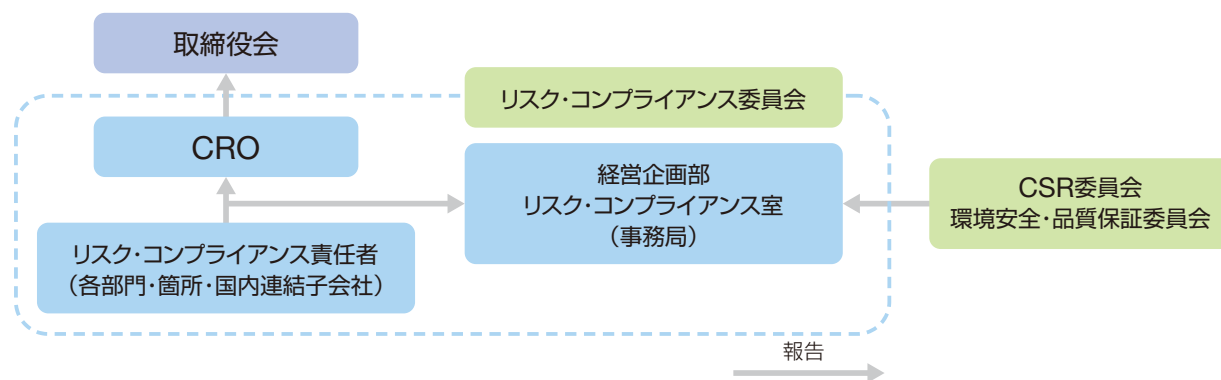 取締役会
リスク・コンプライアンス委員会
CRO
経営企画部
リスク・コンプライアンス室
（事務局）
CSR委員会
環境安全・品質保証委員会
リスク・コンプライアンス責任者
（各部門・箇所・国内連結子会社）
報告